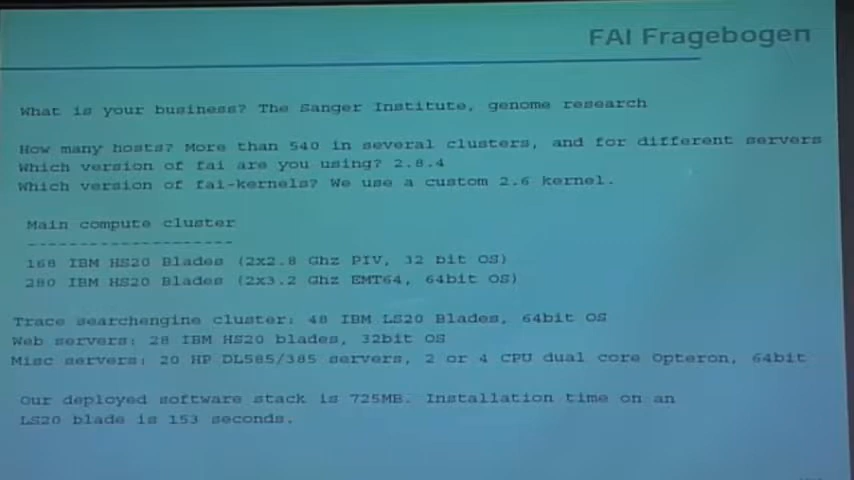 FAI Fragebogen
What is your business? The Sanger Institute, genome research
How many hosts? More than 540 in several clusters, and for different servers
Which version of fai are you using? 2.8.4
Which version of fai-kernels? We use a custom 2.6 kernel.
Main compute cluster
--------------------
168 IBM HS20 Blades (2x2.8 Ghz PIV, 32 bit OS)
280 IBM HS20 Blades (2x3.2 Ghz EMT64, 64bit OS)
Trace searchengine cluster: 48 IBM LS20 Blades, 64bit OS
Web servers: 28 IBM HS20 blades, 32bit OS
Misc servers: 20 HP DL585/385 servers, 2 or 4 CPU dual core Opteron, 64bit
Our deployed software stack is 725MB. Installation time on an
LS20 blade is 153 seconds.